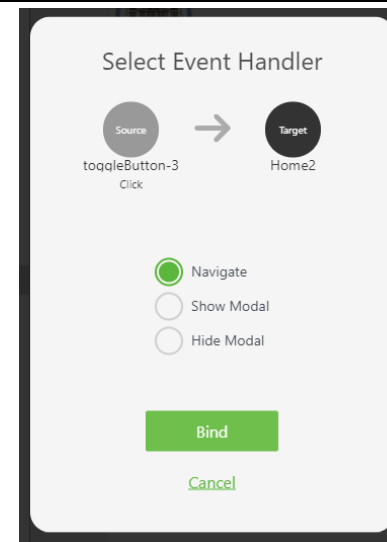 Select Event Handler
Source
Target
toggleButton-3
Home2
Click
Navigate
Show Modal
Hide Modal
Bind
Cancel